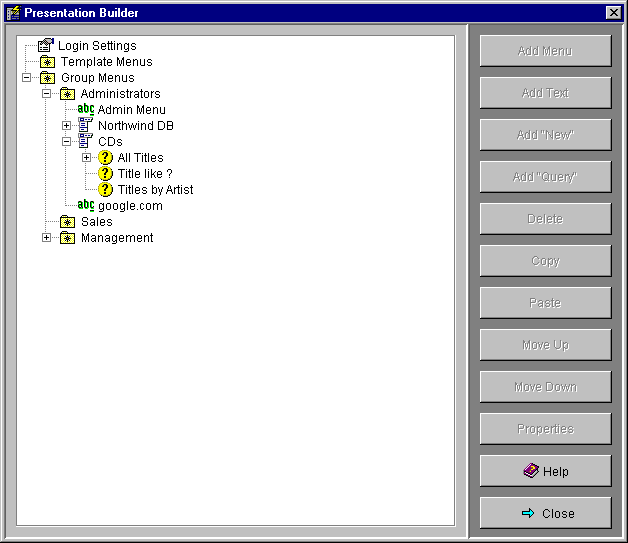 Presentation Builder
Login Settings
Template Menus
Group Menus
Administrators
abc Admin Menu
Northwind DB
CDs
? All Titles
? Title like ?
? Titles by Artist
abc google.com
Sales
Management
Add Menu
Add Text
Add "New"
Add "Query"
Delete
Copy
Paste
Move Up
Move Down
Properties
Help
Close